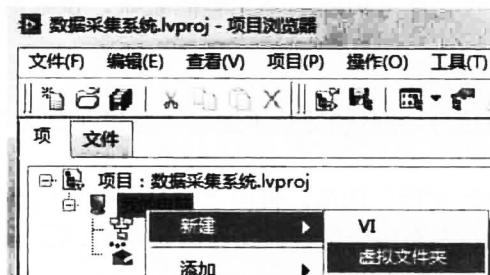 数据采集系统.lvproj - 项目浏览器
文件(F) 编辑(E) 查看(V) 项目(P) 操作(O) 工具(T)
项 文件
项目：数据采集系统.lvproj
新建 VI
虚拟文件夹
添加